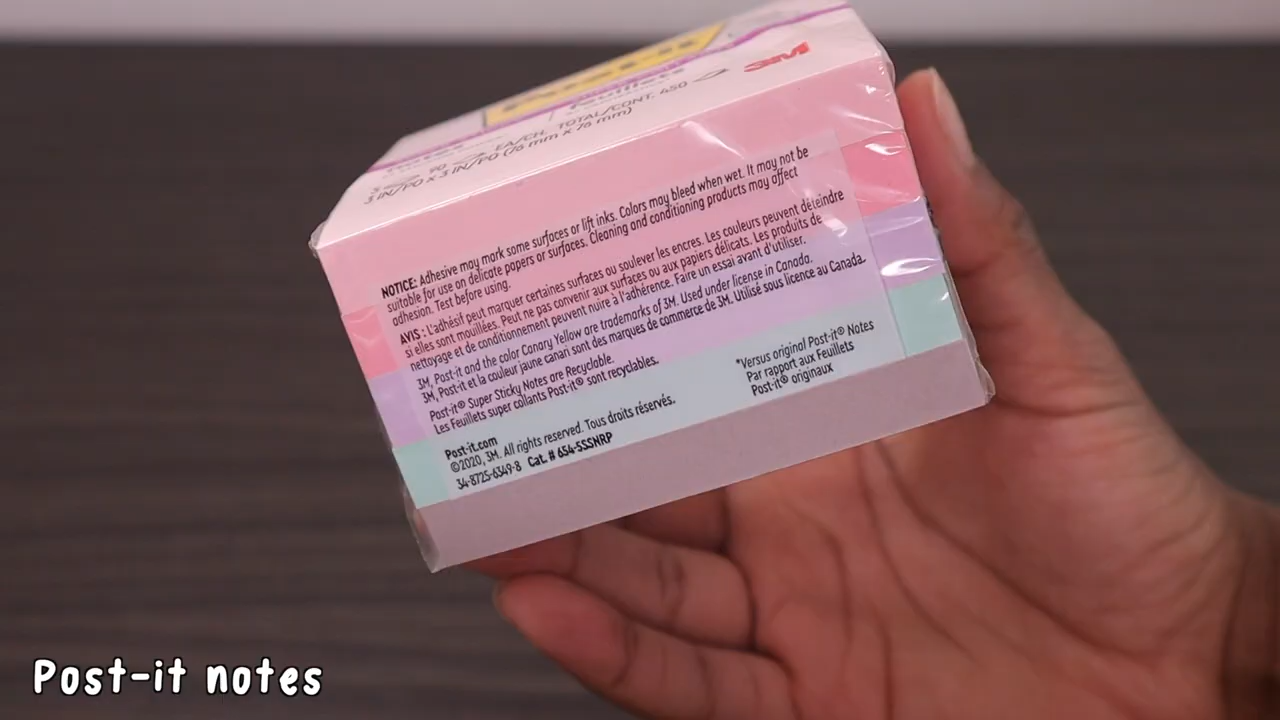 Post-it
3M
feuillets
notes
5 90 EA/CH. TOTAL/CONT. 450
3 IN/PO x 3 IN/PO (76 mm x 76 mm)
NOTICE: Adhesive may mark some surfaces or lift inks. Colors may bleed when wet. It may not be
suitable for use on delicate papers or surfaces. Cleaning and conditioning products may affect
adhesion. Test before using.
AVIS : L'adhésif peut marquer certaines surfaces ou soulever les encres. Les couleurs peuvent déteindre
si elles sont mouillées. Peut ne pas convenir aux surfaces ou aux papiers délicats. Les produits de
nettoyage et de conditionnement peuvent nuire à l'adhérence. Faire un essai avant d'utiliser.
3M, Post-it and the color Canary Yellow are trademarks of 3M. Used under license in Canada.
3M, Post-it et la couleur jaune canari sont des marques de commerce de 3M. Utilisé sous licence au Canada.
Post-it® Super Sticky Notes are Recyclable.
Les Feuillets super collants Post-it® sont recyclables.
*Versus original Post-it® Notes
Par rapport aux Feuillets
Post-it® originaux
Post-it.com
©2020, 3M. All rights reserved. Tous droits réservés.
34-8725-6349-8 Cat. # 654-5SSNRP
Post-it notes